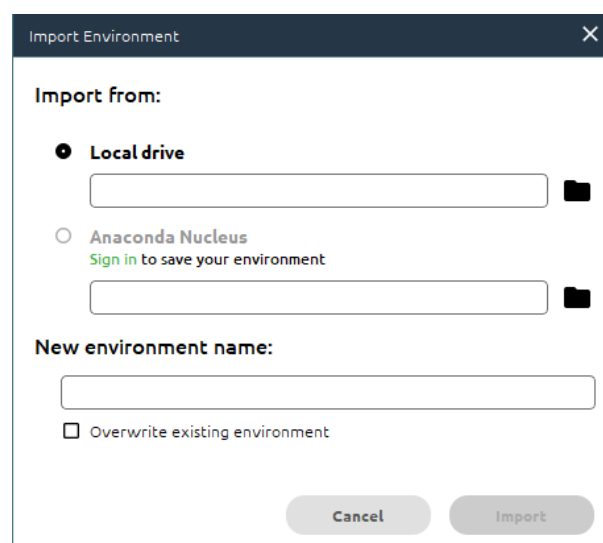 Import Environment
Import from:
Local drive
Anaconda Nucleus
Sign in to save your environment
New environment name:
Overwrite existing environment
Cancel
Import